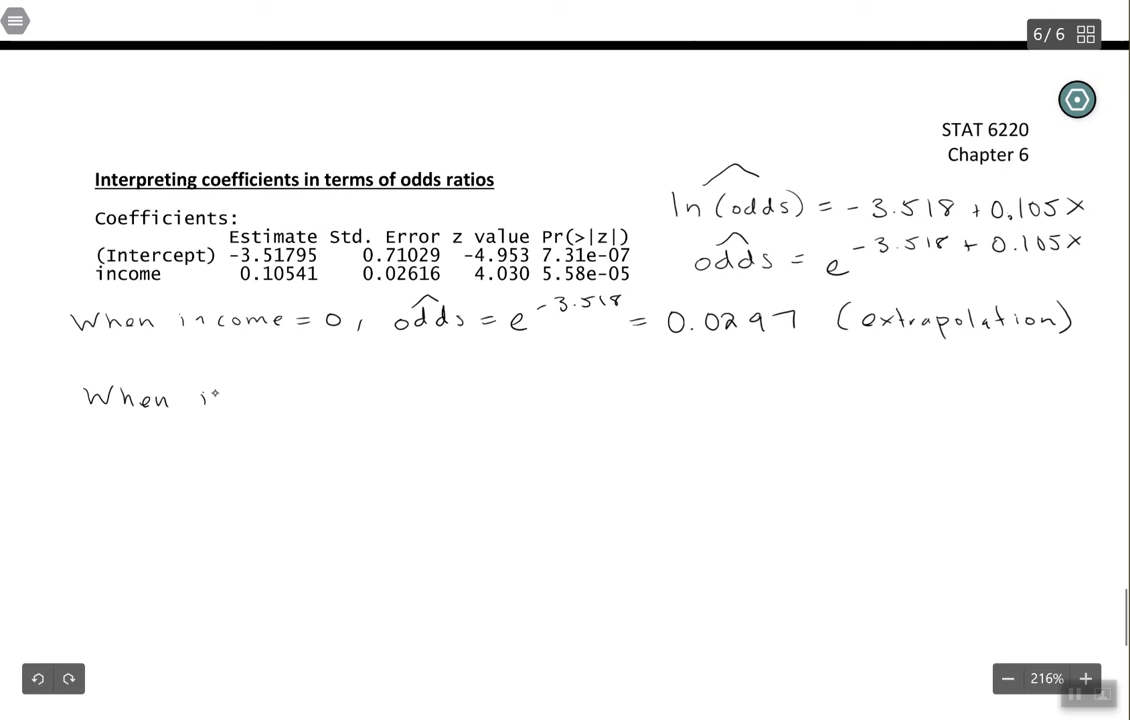 6 / 6
STAT 6220
Chapter 6
Interpreting coefficients in terms of odds ratios
Coefficients:
Estimate Std. Error z value Pr(>|z|)
(Intercept) -3.51795 0.71029 -4.953 7.31e-07
income 0.10541 0.02616 4.030 5.58e-05
ln (odds) = -3.518 + 0.105x
odds = e^-3.518 + 0.105x
When income = 0, odds = e^-3.518 = 0.0297 (extrapolation)
When i
216%